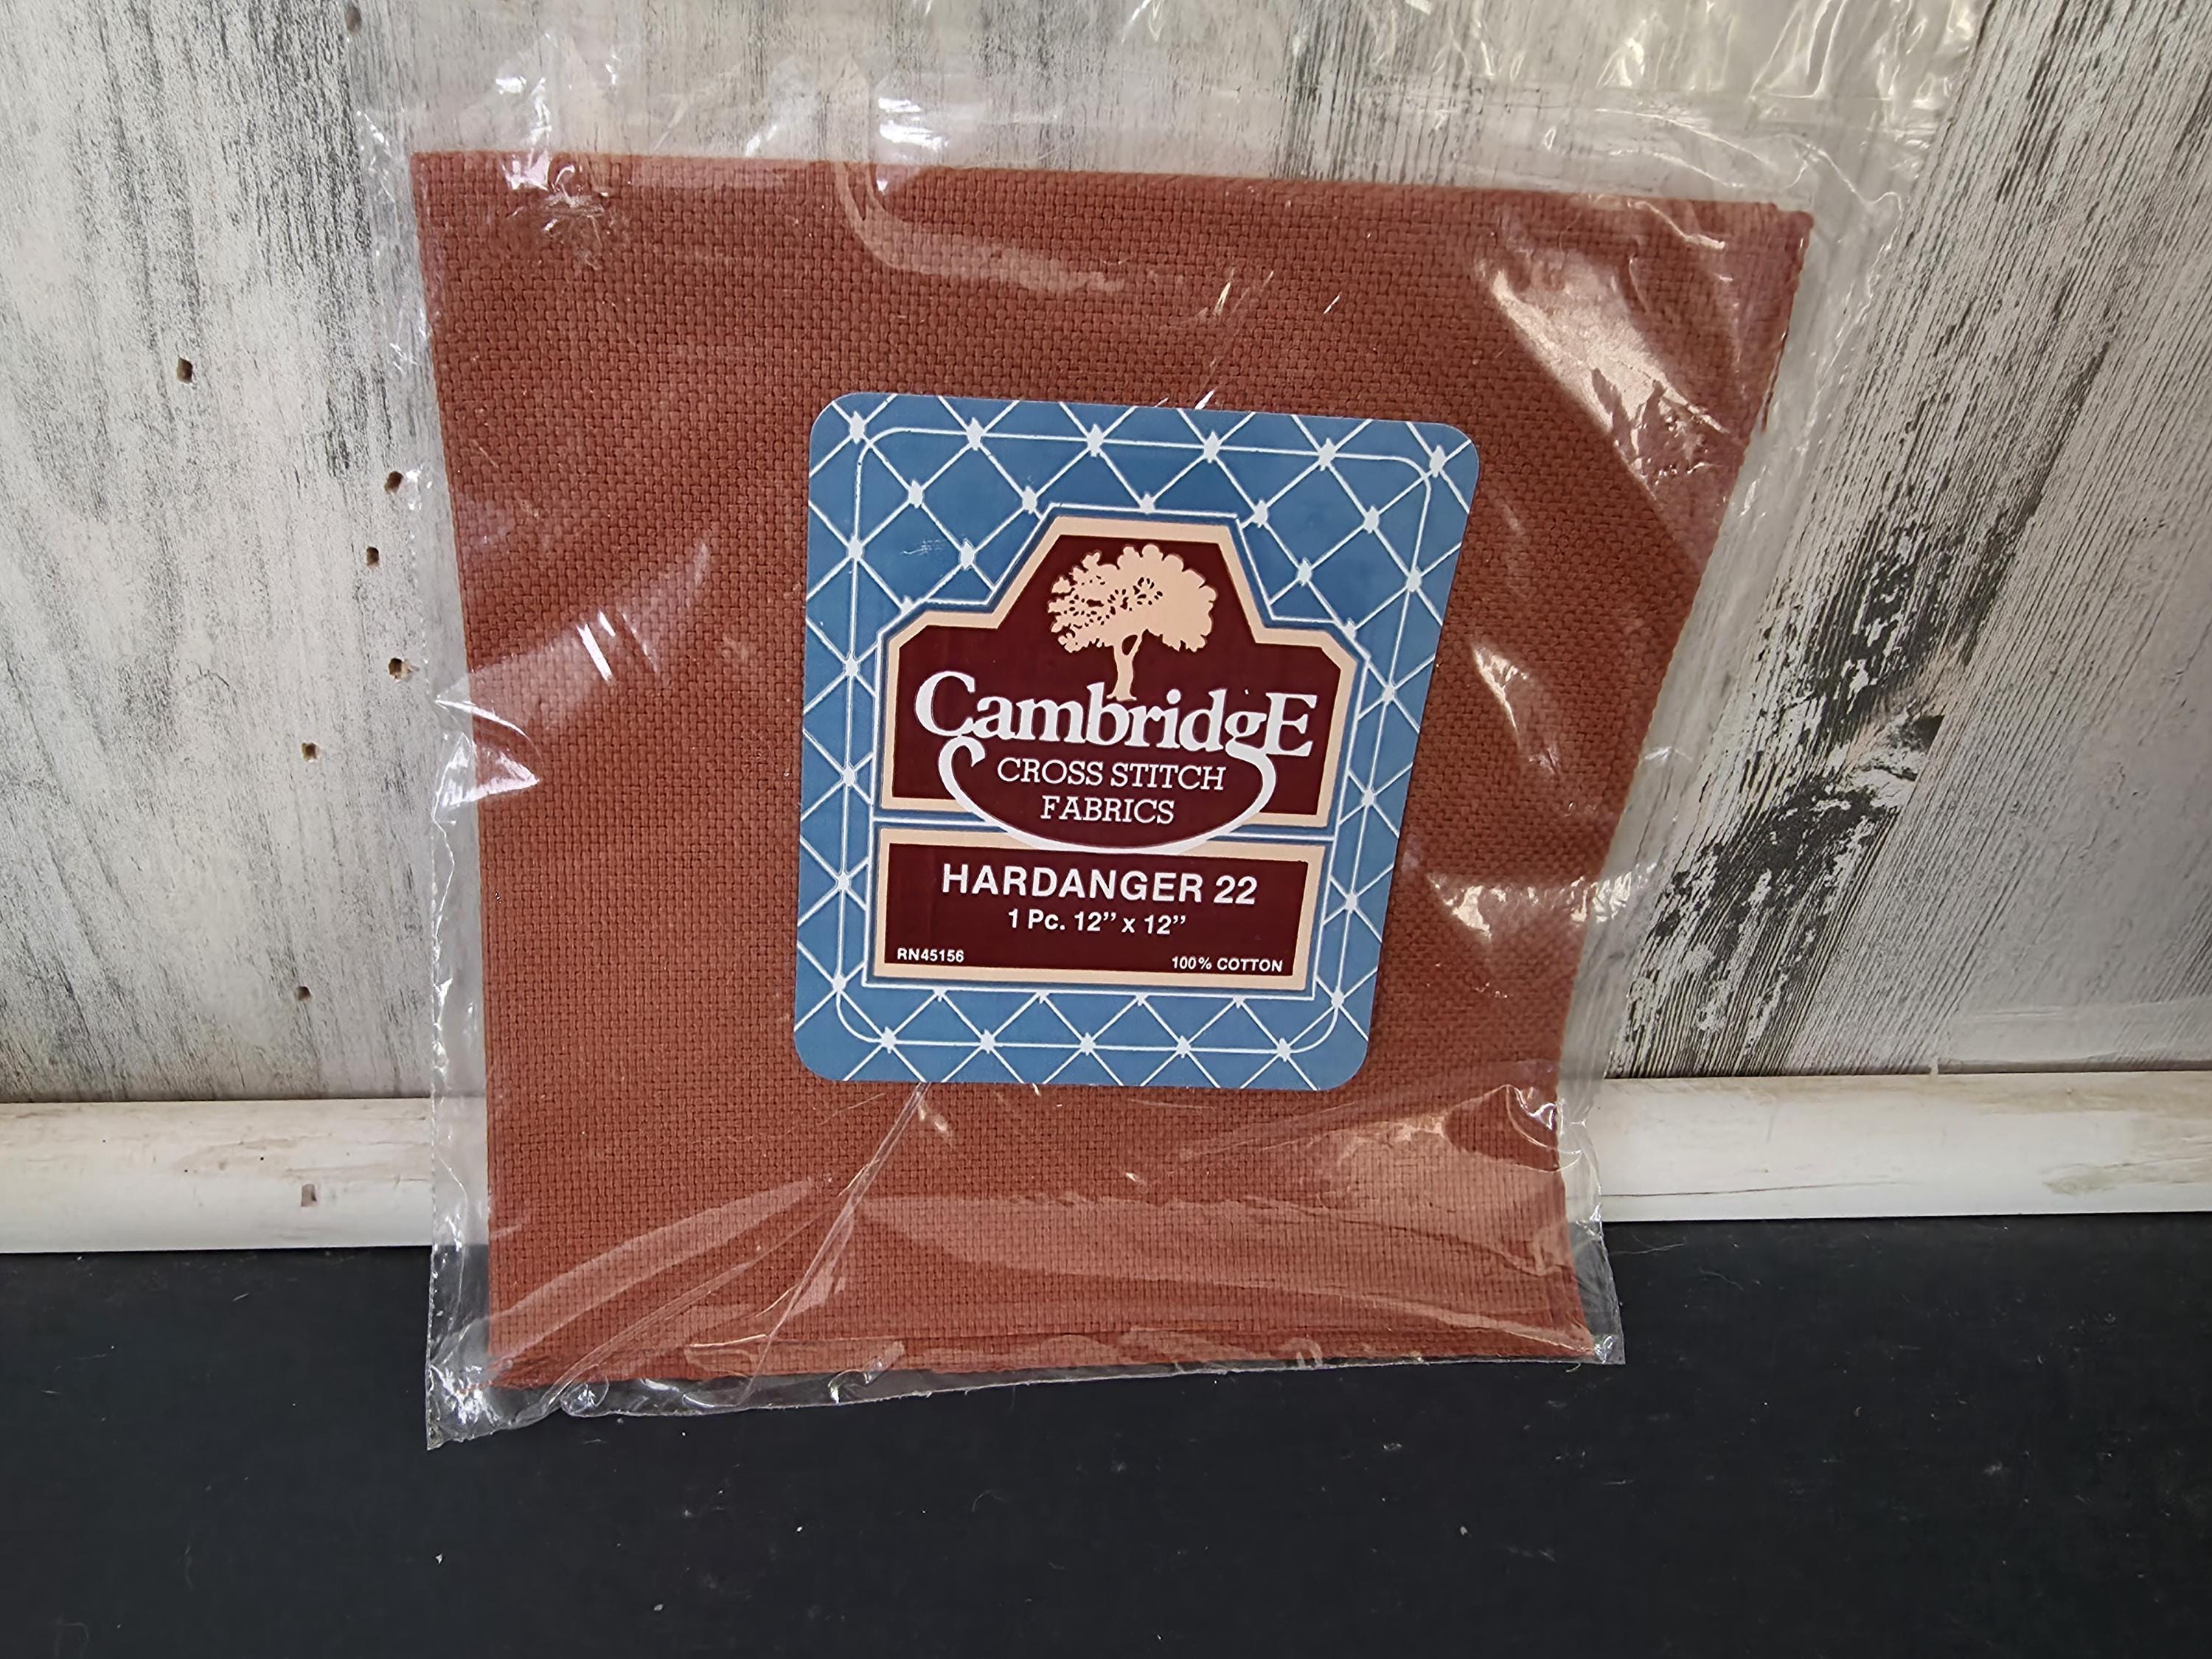 CambridgE
CROSS STITCH
FABRICS
HARDANGER 22
1 Pc. 12" x 12"
RN45156 100% COTTON